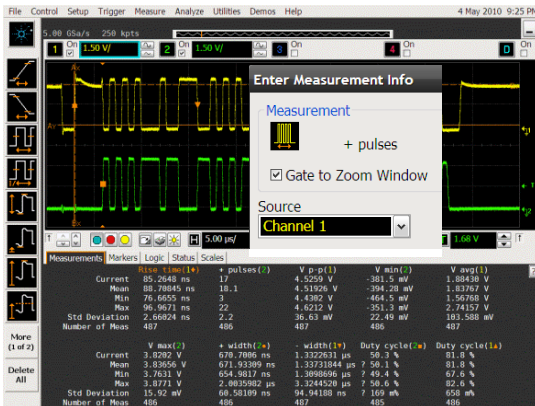 File Control Setup Trigger Measure Analyze Utilities Demos Help 4 May 2010 9:25 PM
5.00 GSa/s 250 kpts
1 On 1.50 V/ 2 On 1.50 V/ 3 On 4 On D On
Enter Measurement Info
Measurement
+ pulses
Gate to Zoom Window
Source
Channel 1
H 5.00 µs/ T 1.68 V
Measurements Markers Logic Status Scales
Rise time(1♦) + pulses(2) V p-p(1) V min(2) V avg(1)
Current 85.2648 ns 17 4.5259 V -381.5 mV 1.88430 V
Mean 88.70845 ns 18.1 4.51926 V -394.28 mV 1.83767 V
Min 76.6655 ns 3 4.4302 V -464.5 mV 1.56768 V
Max 96.9671 ns 22 4.6212 V -351.3 mV 2.74157 V
Std Deviation 2.66024 ns 2.2 36.63 mV 22.49 mV 103.588 mV
Number of Meas 487 486 487 486 487
V max(2) + width(2) - width(1▼) Duty cycle(2) Duty cycle(1)
Current 3.8202 V 670.7006 ns 1.3322631 µs 50.3 % 81.8 %
Mean 3.83656 V 671.93309 ns 1.33731844 µs ? 50.1 % 81.8 %
Min 3.7631 V 654.9817 ns 1.3098696 µs ? 49.4 % 67.6 %
Max 3.8771 V 2.0035982 µs 3.3244520 µs ? 50.6 % 82.6 %
Std Deviation 15.92 mV 60.58109 ns 94.94188 ns ? 169 m% 658 m%
Number of Meas 486 486 487 485 486
More
(1 of 2)
Delete
All